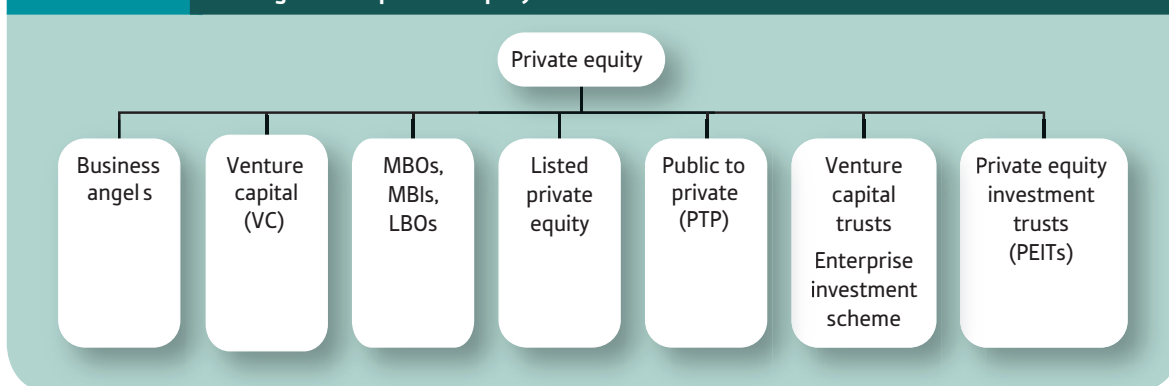 Private equity
Business
angels
Venture
capital
(VC)
MBOs,
MBIs,
LBOs
Listed
private
equity
Public to
private
(PTP)
Venture
capital
trusts
Enterprise
investment
scheme
Private equity
investment
trusts
(PEITs)